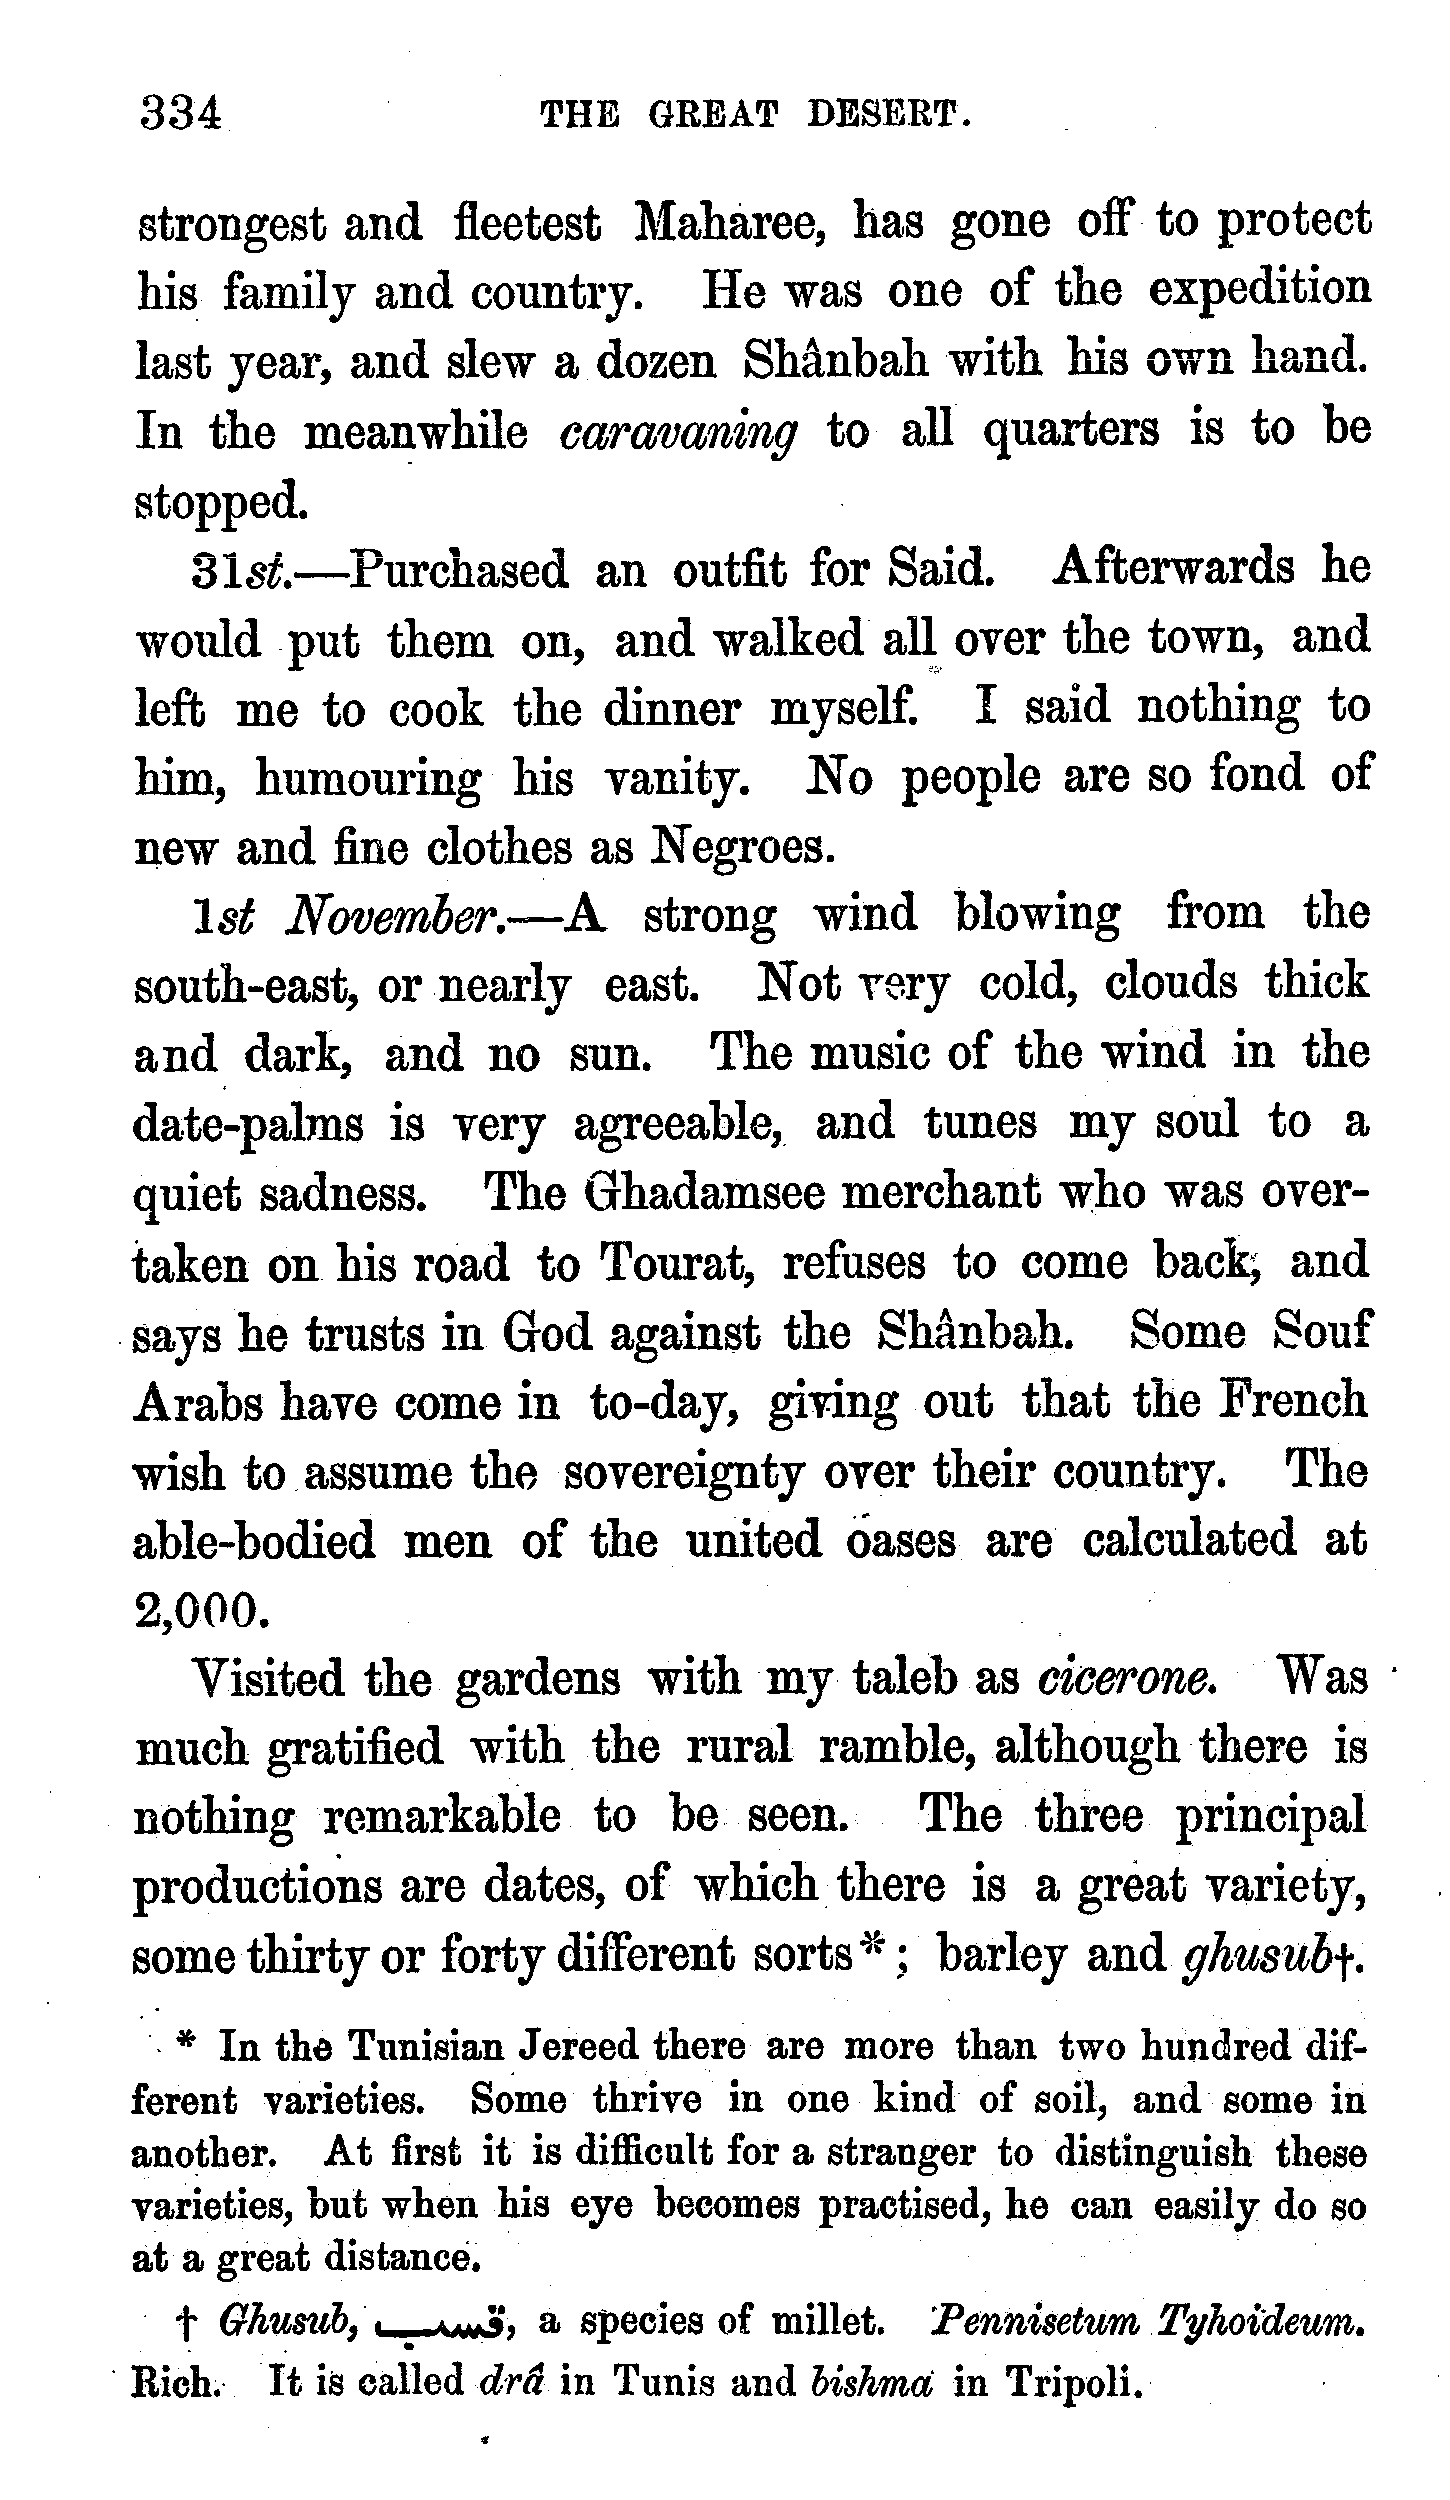 334 THE GREAT DESERT.
strongest and fleetest Maharee, has gone off to protect
his family and country. He was one of the expedition
last year, and slew a dozen Shânbah with his own hand.
In the meanwhile caravaning to all quarters is to be
stopped.
31st.—Purchased an outfit for Said. Afterwards he
would put them on, and walked all over the town, and
left me to cook the dinner myself. I said nothing to
him, humouring his vanity. No people are so fond of
new and fine clothes as Negroes.
1st November.—A strong wind blowing from the
south-east, or nearly east. Not very cold, clouds thick
and dark, and no sun. The music of the wind in the
date-palms is very agreeable, and tunes my soul to a
quiet sadness. The Ghadamsee merchant who was over-
taken on his road to Tourat, refuses to come back, and
says he trusts in God against the Shânbah. Some Souf
Arabs have come in to-day, giving out that the French
wish to assume the sovereignty over their country. The
able-bodied men of the united öases are calculated at
2,000.
Visited the gardens with my taleb as cicerone. Was
much gratified with the rural ramble, although there is
nothing remarkable to be seen. The three principal
productions are dates, of which there is a great variety,
some thirty or forty different sorts*; barley and ghusub†.
* In the Tunisian Jereed there are more than two hundred dif-
ferent varieties. Some thrive in one kind of soil, and some in
another. At first it is difficult for a stranger to distinguish these
varieties, but when his eye becomes practised, he can easily do so
at a great distance.
† Ghusub, قسب, a species of millet. Pennisetum Tyhoïdeum.
Rich. It is called drâ in Tunis and bishma in Tripoli.